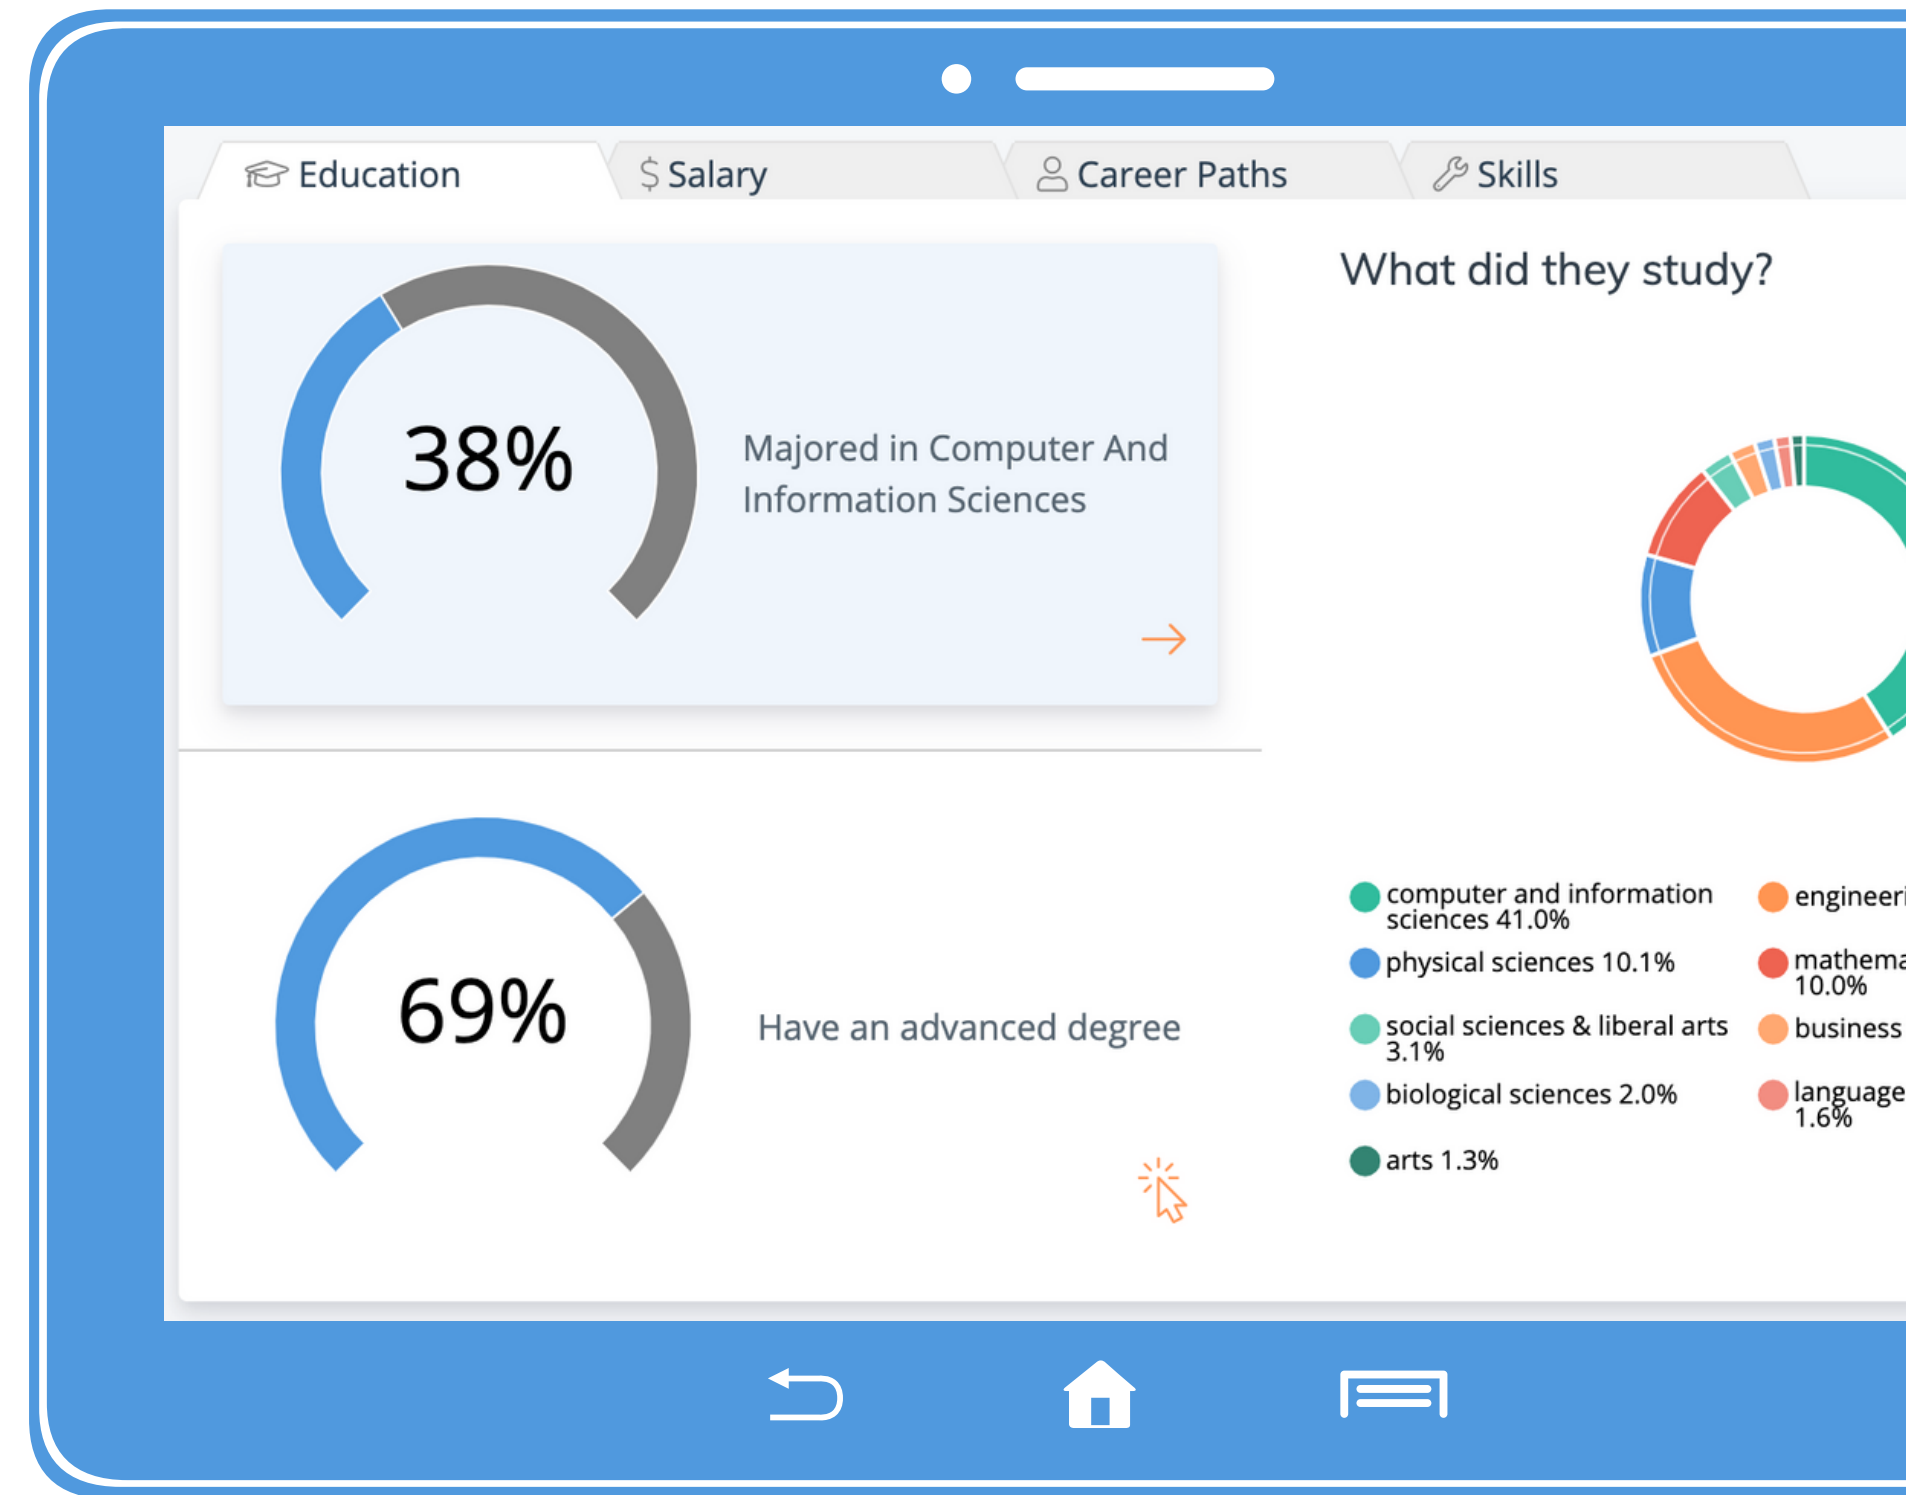 Education
$ Salary
Career Paths
Skills
38%
Majored in Computer And
Information Sciences
69%
Have an advanced degree
What did they study?
computer and information
sciences 41.0%
physical sciences 10.1%
10.0%
social sciences & liberal arts
3.1%
business
biological sciences 2.0%
language
1.6%
arts 1.3%